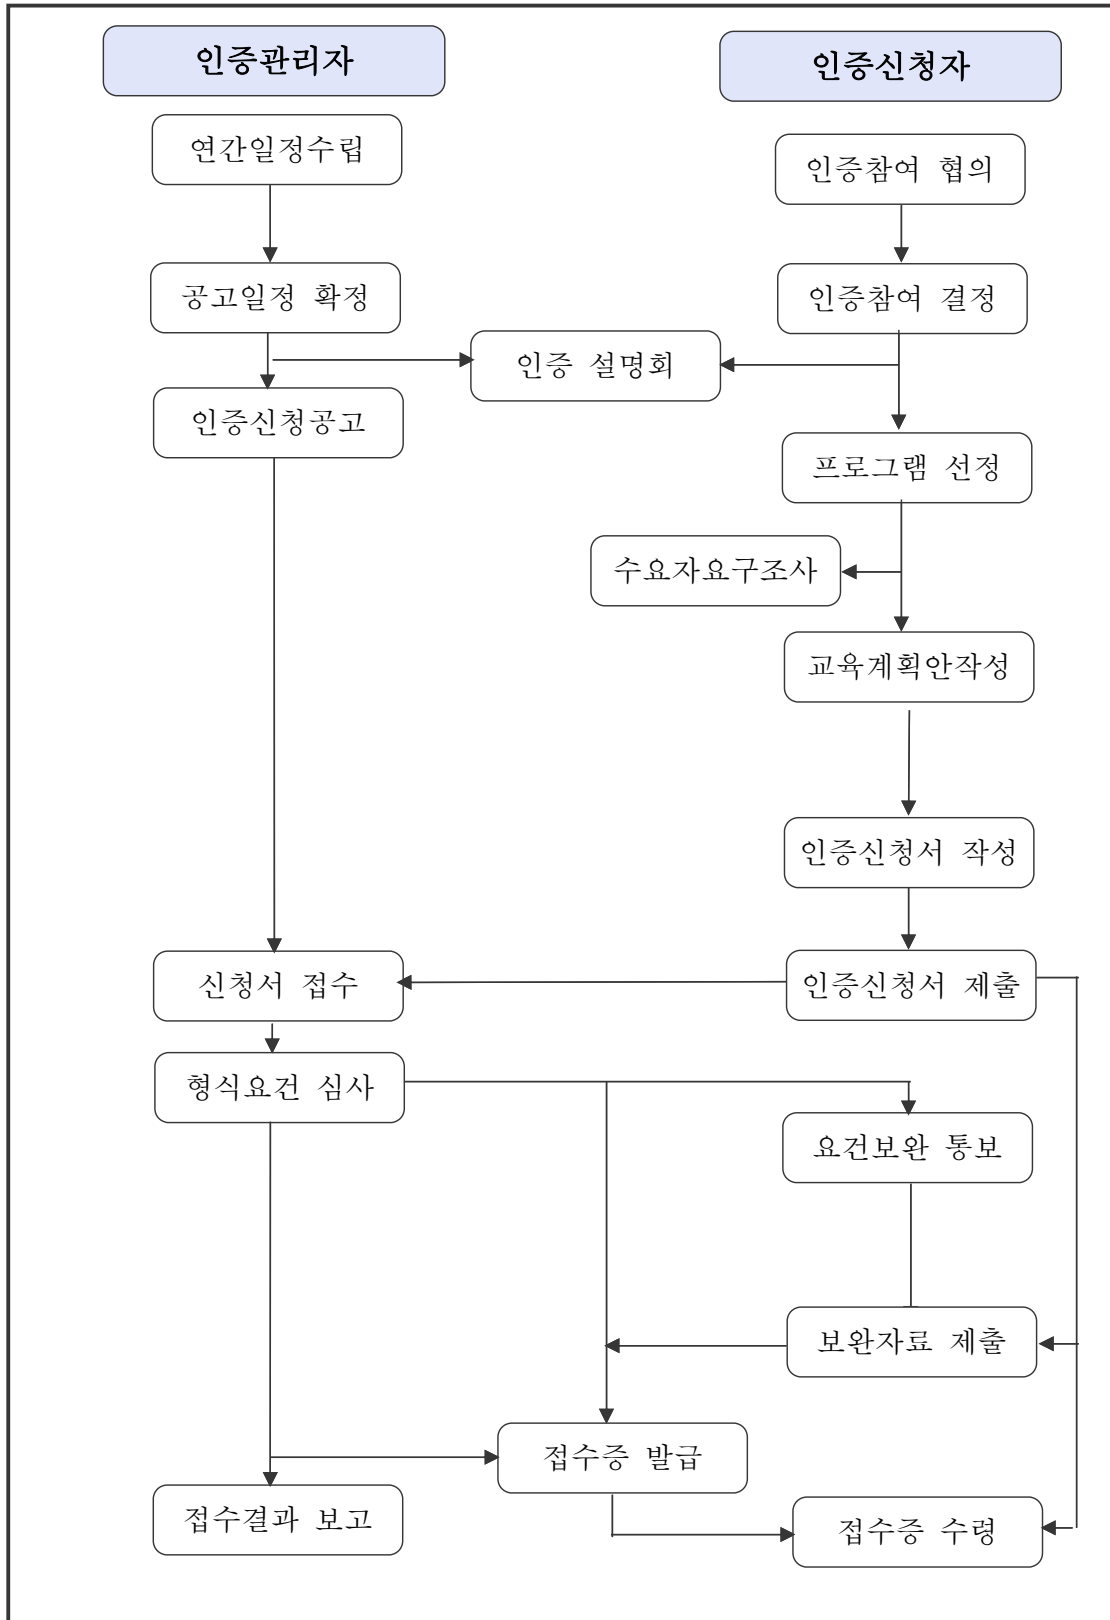 인증관리자
인증신청자
연간일정수립
인증참여 협의
공고일정 확정
인증참여 결정
인증 설명회
인증신청공고
프로그램 선정
수요자요구조사
교육계획안작성
인증신청서 작성
신청서 접수
인증신청서 제출
형식요건 심사
요건보완 통보
보완자료 제출
접수증 발급
접수결과 보고
접수증 수령